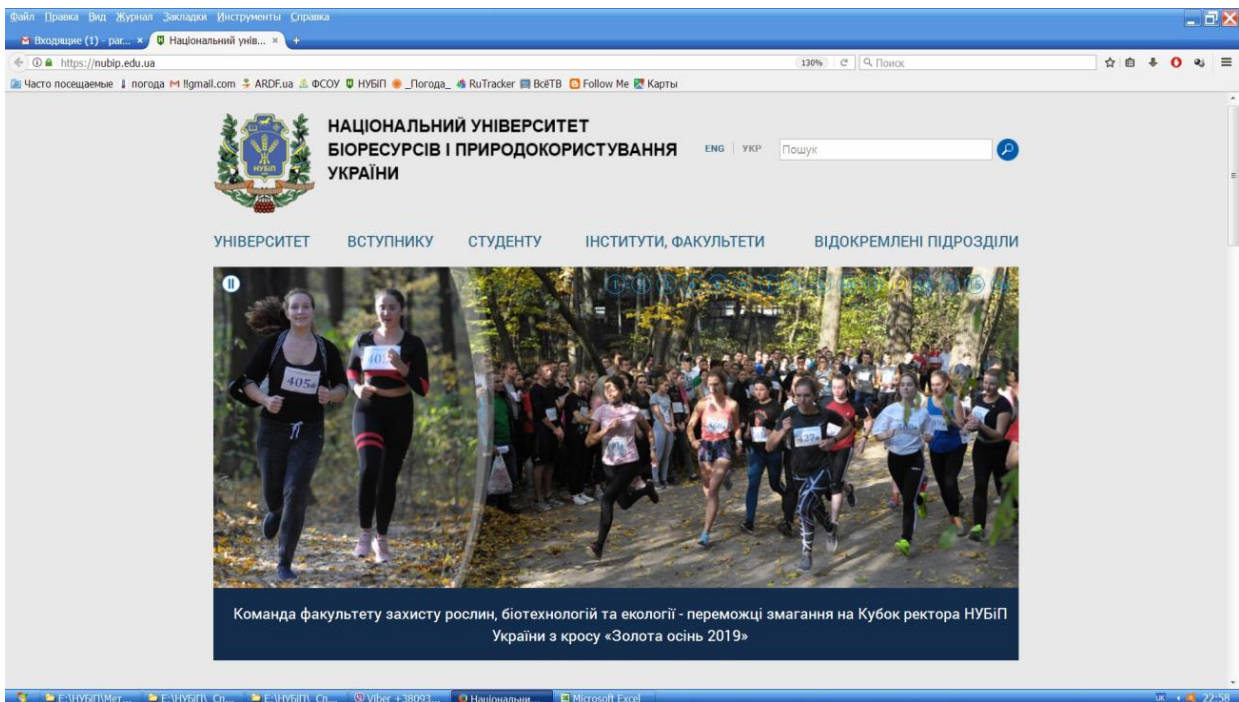 Файл Правка Вид Журнал Закладки Инструменты Справка
Входящие (1) - par... × Національний унів... × +
https://nubip.edu.ua 130% Поиск
Часто посещаемые погода !!gmail.com ARDF.ua ФСОУ НУБіП _Погода_ RuTracker ВсёТВ Follow Me Карты
НАЦІОНАЛЬНИЙ УНІВЕРСИТЕТ
БІОРЕСУРСІВ І ПРИРОДОКОРИСТУВАННЯ
УКРАЇНИ
НУБіП
ENG УКР Пошук
УНІВЕРСИТЕТ ВСТУПНИКУ СТУДЕНТУ ІНСТИТУТИ, ФАКУЛЬТЕТИ ВІДОКРЕМЛЕНІ ПІДРОЗДІЛИ
405
Команда факультету захисту рослин, біотехнологій та екології - переможці змагання на Кубок ректора НУБіП
України з кросу «Золота осінь 2019»
E:\НУБіП\Мет... E:\НУБіП\_Сп... E:\НУБіП\_Сп... Viber +38093... Національни... Microsoft Excel UK 22:58